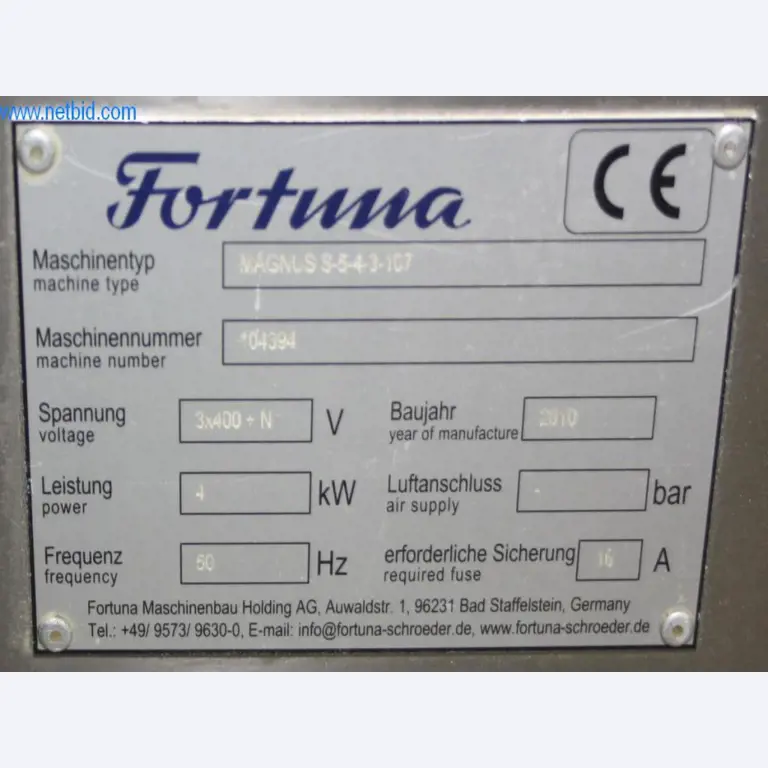 www.netbid.com
Fortuna
CE
Maschinentyp
machine type
MAGNUS S-5-4-3-107
Maschinennummer
machine number
104394
Spannung
voltage
3x400 + N V
Baujahr
year of manufacture
2010
Leistung
power
4 kW
Luftanschluss
air supply
- bar
Frequenz
frequency
Hz
erforderliche Sicherung
required fuse
16 A
Fortuna Maschinenbau Holding AG, Auwaldstr. 1, 96231 Bad Staffelstein, Germany
Tel.: +49/ 9573/ 9630-0, E-mail: info@fortuna-schroeder.de, www.fortuna-schroeder.de